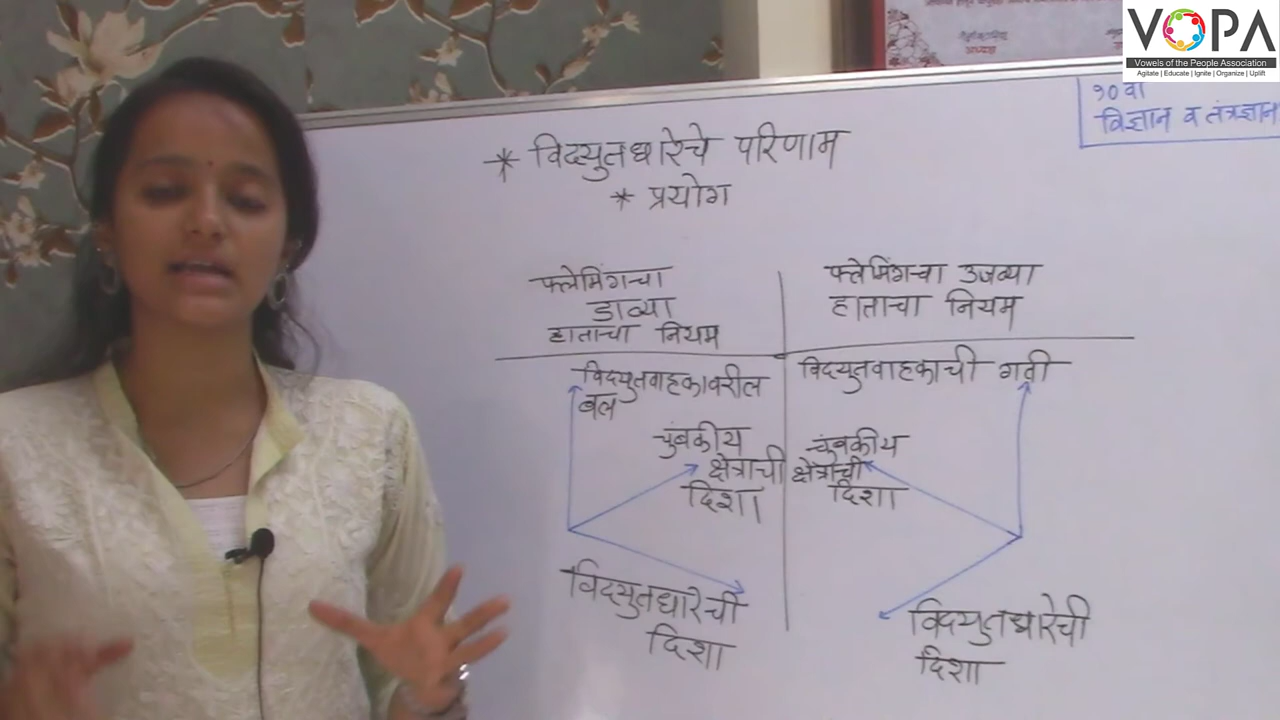 VOPA
Vowels of the People Association
Agitate | Educate | Ignite | Organize | Uplift
१० वी
विज्ञान व तंत्रज्ञान
* विद्युतधारेचे परिणाम
* प्रयोग
फ्लेमिंगचा
डाव्या
हाताचा नियम
विद्युतवाहकावरील
बल
चुंबकीय
क्षेत्राची
दिशा
विद्युतधारेची
दिशा
फ्लेमिंगचा उजव्या
हाताचा नियम
विद्युतवाहकाची गती
चुंबकीय
क्षेत्राची
दिशा
विद्युतधारेची
दिशा